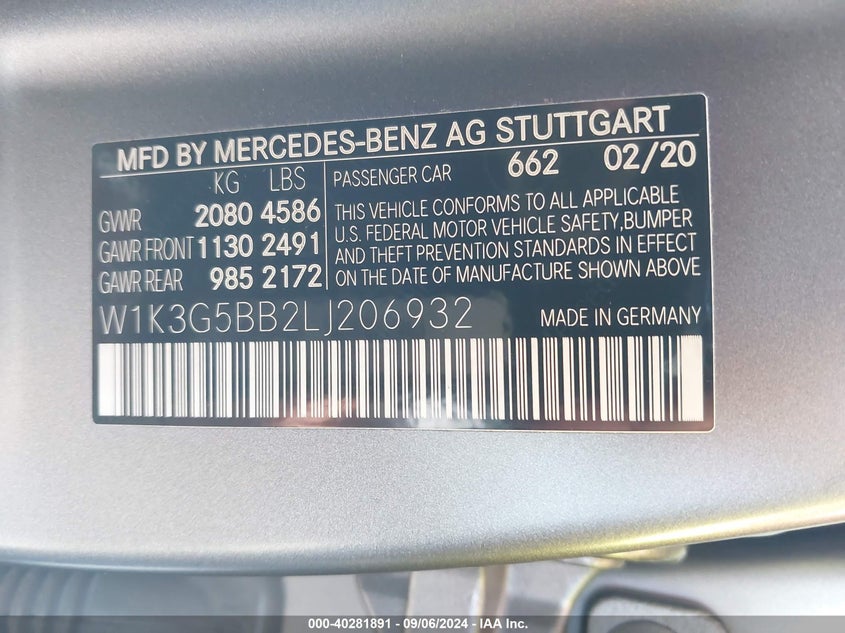 MFD BY MERCEDES-BENZ AG STUTTGART
KG LBS
GVWR 2080 4586
GAWR FRONT 1130 2491
GAWR REAR 985 2172
PASSENGER CAR 662 02/20
THIS VEHICLE CONFORMS TO ALL APPLICABLE
U.S. FEDERAL MOTOR VEHICLE SAFETY,BUMPER
AND THEFT PREVENTION STANDARDS IN EFFECT
ON THE DATE OF MANUFACTURE SHOWN ABOVE
W1K3G5BB2LJ206932 MADE IN GERMANY
000-40281891 - 09/06/2024 - IAA Inc.